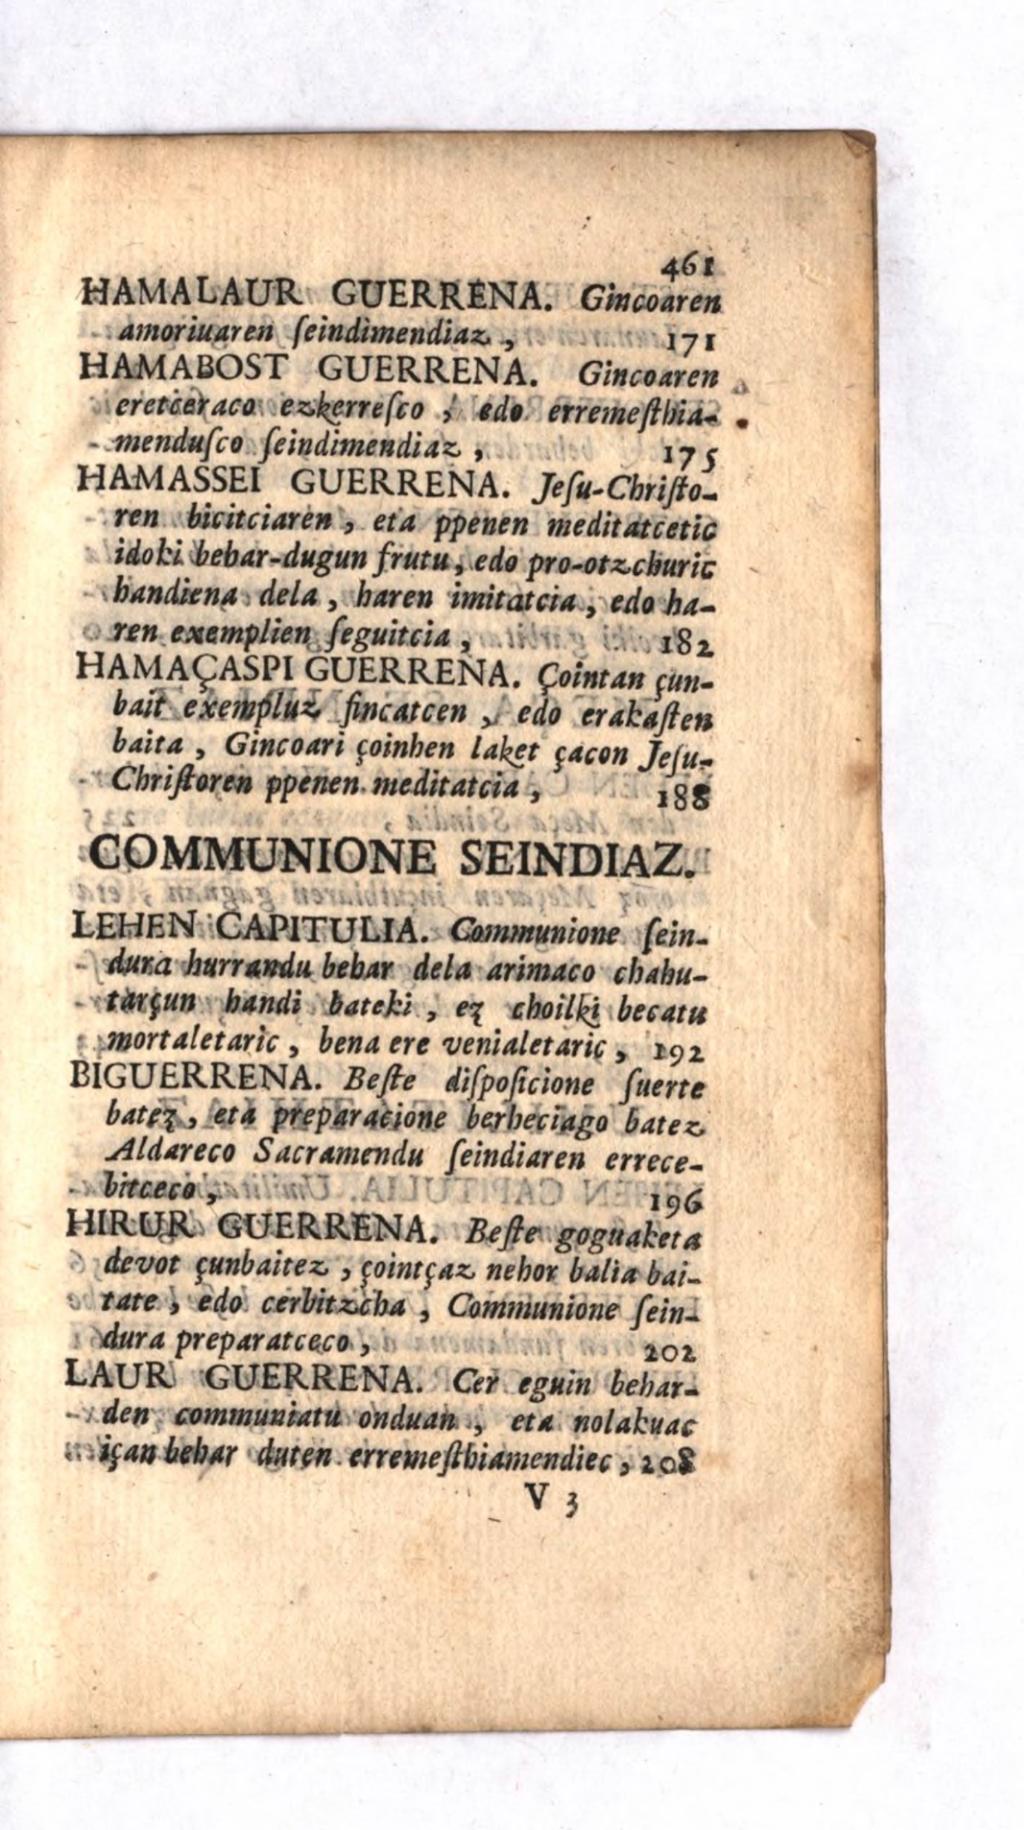 461
HAMALAUR GUERRENA. Gincoaren
amoriuaren ſeindimendiaz, 171
HAMABOST GUERRENA. Gincoaren
eretceraco ezkerreſco, edo erremeſthia-
menduſco ſeindimendiaz, 175
HAMASSEI GUERRENA. Jeſu-Chriſto-
ren bicitciaren, eta ppenen meditatcetic
idoki behar-dugun frutu, edo pro-otzchuric
handiena dela, haren imitatcia, edo ha-
ren exemplien ſeguitcia, 182
HAMAÇASPI GUERRENA. Çointan çun-
bait exempluz fincatcen, edo erakaſten
baita, Gincoari çoinhen laket çacon Jeſu-
Chriſtoren ppenen meditatcia, 188
COMMUNIONE SEINDIAZ.
LEHEN CAPITULIA. Communione ſein-
dura hurrandu behar dela arimaco chahu-
tarçun handi bateki, eʒ choilki becatu
mortaletaric, bena ere venialetaric, 192
BIGUERRENA. Beſte diſpoſicione ſuerte
bateʒ, eta preparacione berheciago batez
Aldareco Sacramendu ſeindiaren errece-
bitceco, 196
HIRUR GUERRENA. Beſte goguaketa
devot çunbaitez, çointçaz nehor balia bai-
tate, edo cerbitzcha, Communione ſein-
dura preparatceco, 202
LAUR GUERRENA. Cer eguin behar-
den communiatu onduan, eta nolakuac
içan behar duten erremeſthiamendiec, 208
V 3